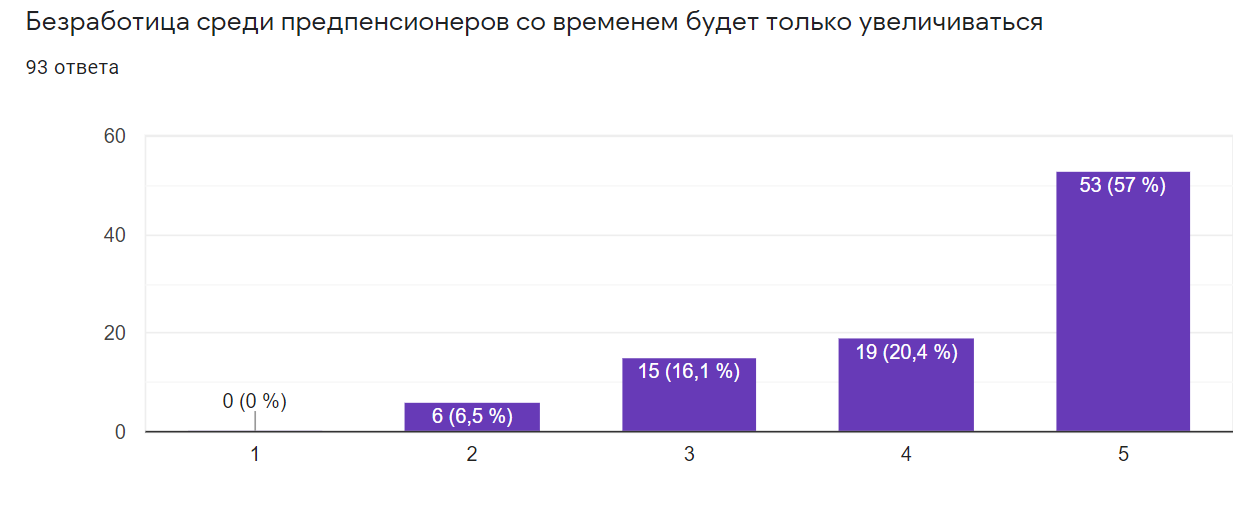 Безработица среди предпенсионеров со временем будет только увеличиваться
93 ответа
60
40
20
0
0 (0 %)
6 (6,5 %)
15 (16,1 %)
19 (20,4 %)
53 (57 %)
1 2 3 4 5